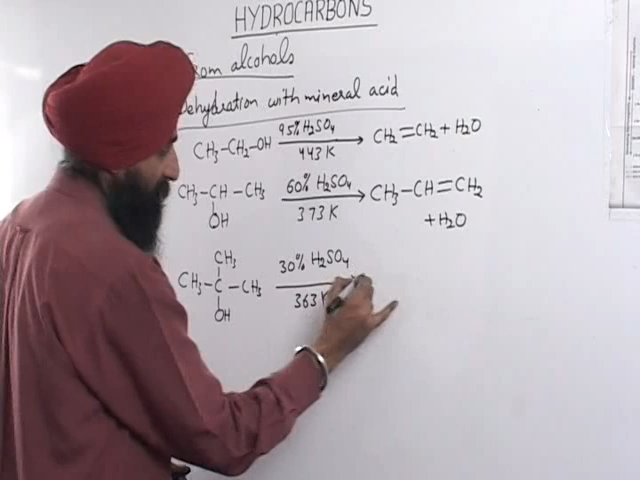 HYDROCARBONS
From alcohols
Dehydration with mineral acid
CH3-CH2-OH 95% H2SO4 443 K → CH2=CH2 + H2O
CH3-CH-CH3 60% H2SO4 373 K → CH3-CH=CH2
OH + H2O
CH3
CH3-C-CH3 30% H2SO4 363 K
OH